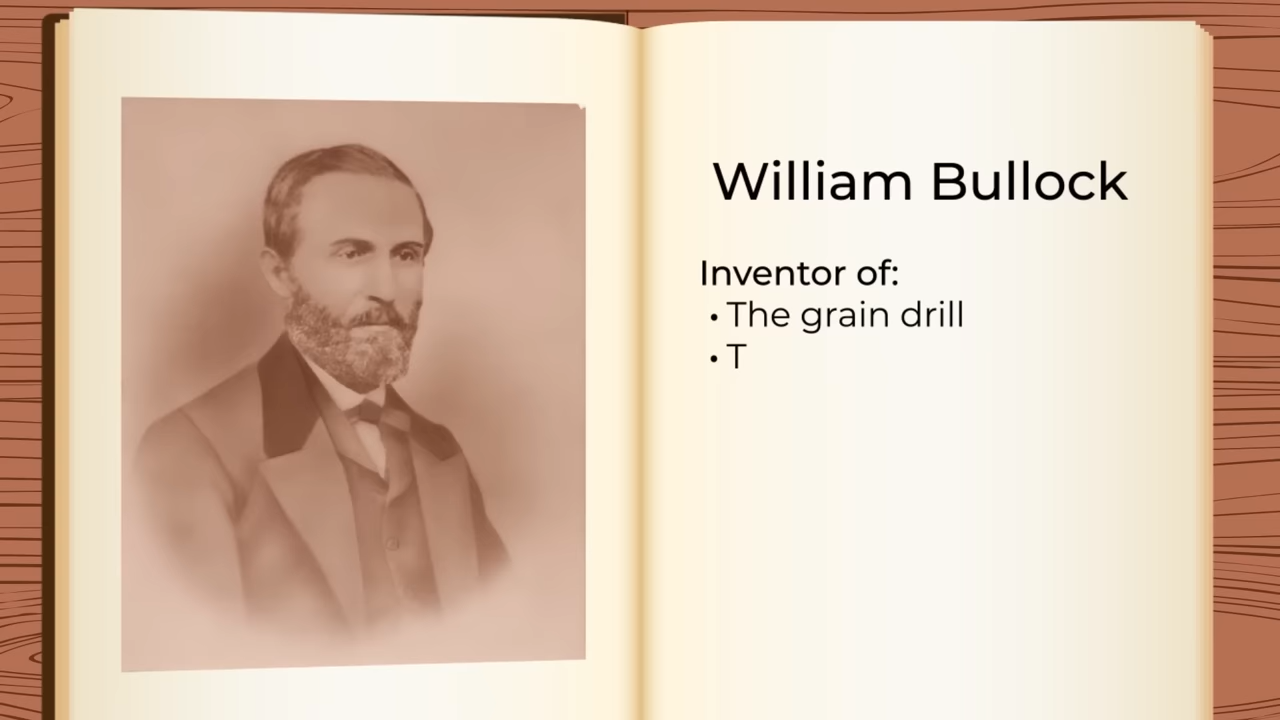 William Bullock
Inventor of:
• The grain drill
• T